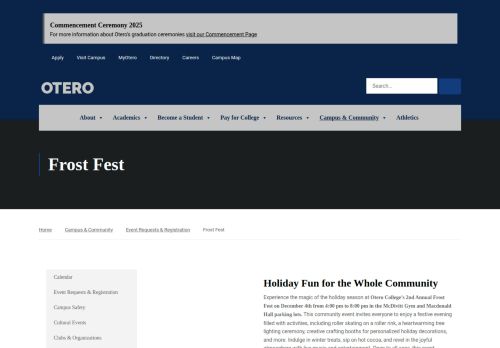 Commencement Ceremony 2025
For more information about Otero's graduation ceremonies visit our Commencement Page
Apply Visit Campus MyOtero Directory Careers Campus Map
OTERO
Search...
About Academics Become a Student Pay for College Resources Campus & Community Athletics
Frost Fest
Home Campus & Community Event Requests & Registration Frost Fest
Calendar
Event Requests & Registration
Campus Safety
Cultural Events
Clubs & Organizations
Holiday Fun for the Whole Community
Experience the magic of the holiday season at Otero College's 2nd Annual Frost
Fest on December 4th from 4:00 pm to 8:00 pm in the McDivitt Gym and Macdonald
Hall parking lots. This community event invites everyone to enjoy a festive evening
filled with activities, including roller skating on a roller rink, a heartwarming tree
lighting ceremony, creative crafting booths for personalized holiday decorations,
and more. Indulge in winter treats, sip on hot cocoa, and revel in the joyful